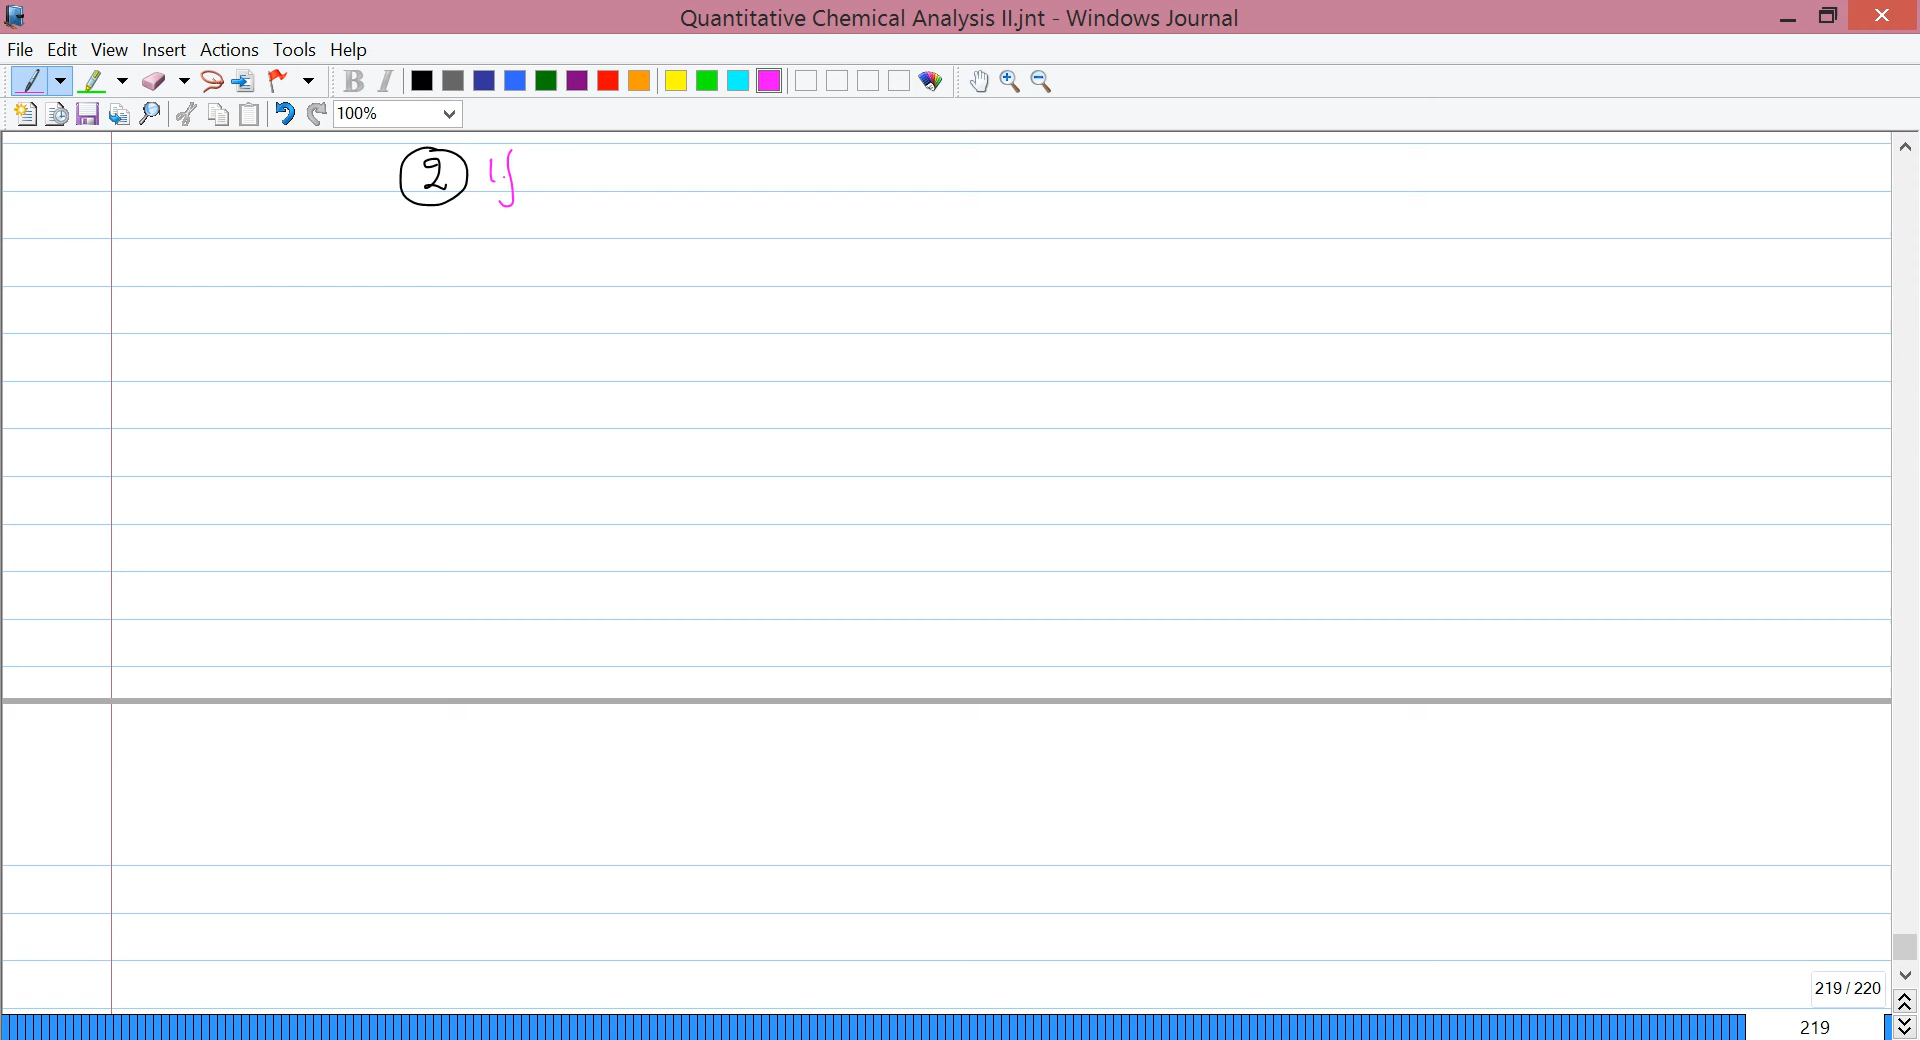 Quantitative Chemical Analysis II.jnt - Windows Journal
File Edit View Insert Actions Tools Help
B I
100%
2 if
219 / 220
219